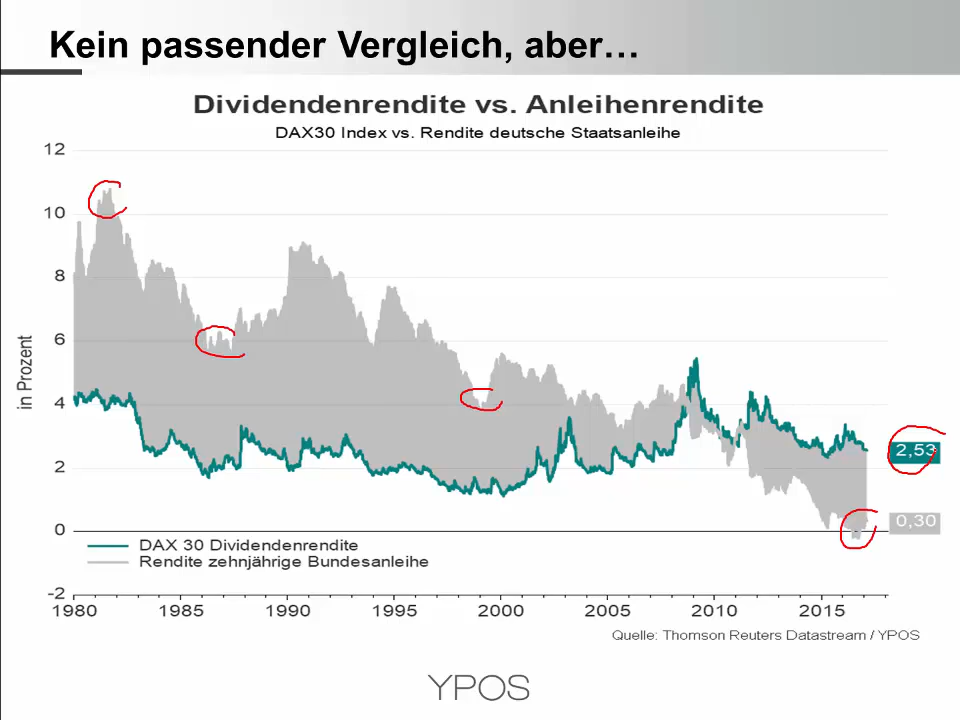 Kein passender Vergleich, aber…
Dividendenrendite vs. Anleihenrendite
DAX30 Index vs. Rendite deutsche Staatsanleihe
12
10
8
6
4
2
0
-2
in Prozent
2,53
0,30
DAX 30 Dividendenrendite
Rendite zehnjährige Bundesanleihe
1980 1985 1990 1995 2000 2005 2010 2015
Quelle: Thomson Reuters Datastream / YPOS
YPOS